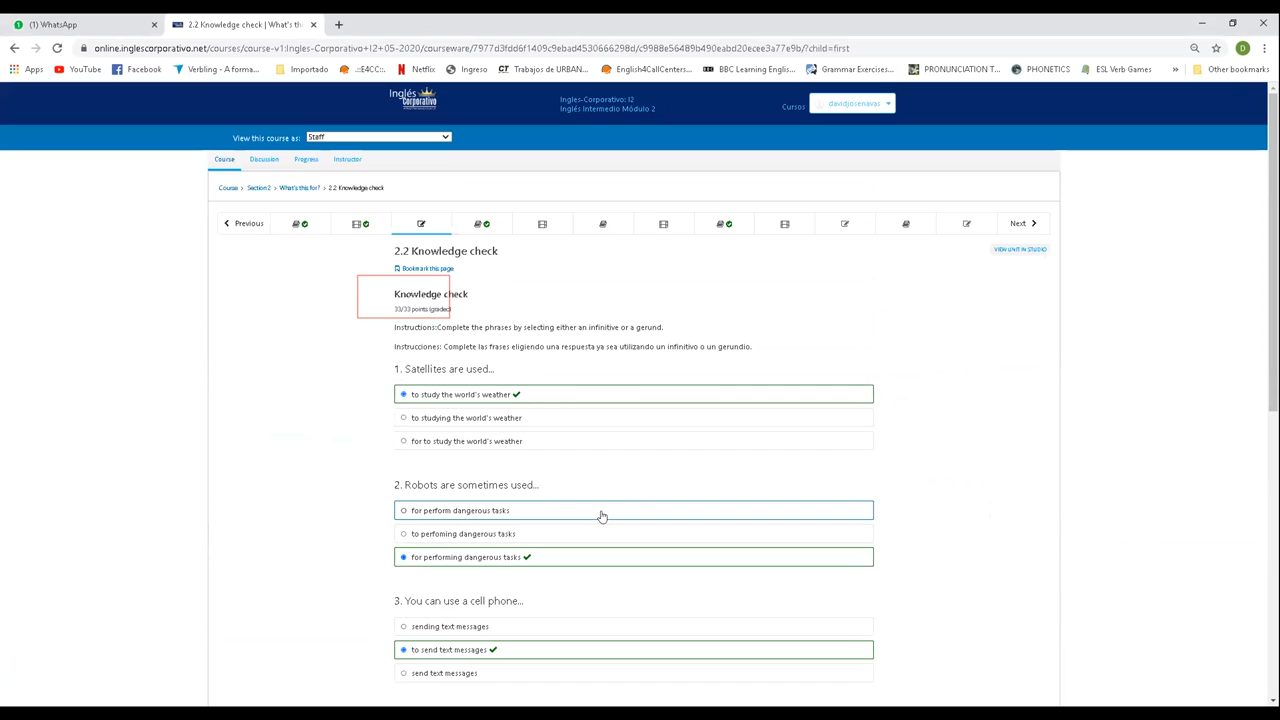 (1) WhatsApp
2.2 Knowledge check | What's th
online.inglescorporativo.net/courses/course-v1:Ingles-Corporativo+I2+05-2020/courseware/7977d3fdd6f1409c9ebad4530666298d/c9988e56489b490eabd20ecee3a77e9b/?child=first
D
Apps YouTube Facebook Verbling - A forma... Importado .::E4CC::. Netflix Ingreso Trabajos de URBAN... English4CallCenters... BBC Learning Englis... Grammar Exercises... PRONUNCIATION T... PHONETICS ESL Verb Games » Other bookmarks
Inglés
Corporativo
Ingles-Corporativo: I2
Inglés Intermedio Módulo 2
Cursos
davidjosenavas
View this course as: Staff
Course Discussion Progress Instructor
Course > Section2 > What's this for? > 2.2 Knowledge check
Previous
Next
2.2 Knowledge check
VIEW UNIT IN STUDIO
Bookmark this page
Knowledge check
33/33 points (graded)
Instructions:Complete the phrases by selecting either an infinitive or a gerund.
Instrucciones: Complete las frases eligiendo una respuesta ya sea utilizando un infinitivo o un gerundio.
1. Satellites are used...
to study the world's weather
to studying the world's weather
for to study the world's weather
2. Robots are sometimes used...
for perform dangerous tasks
to perfoming dangerous tasks
for performing dangerous tasks
3. You can use a cell phone...
sending text messages
to send text messages
send text messages